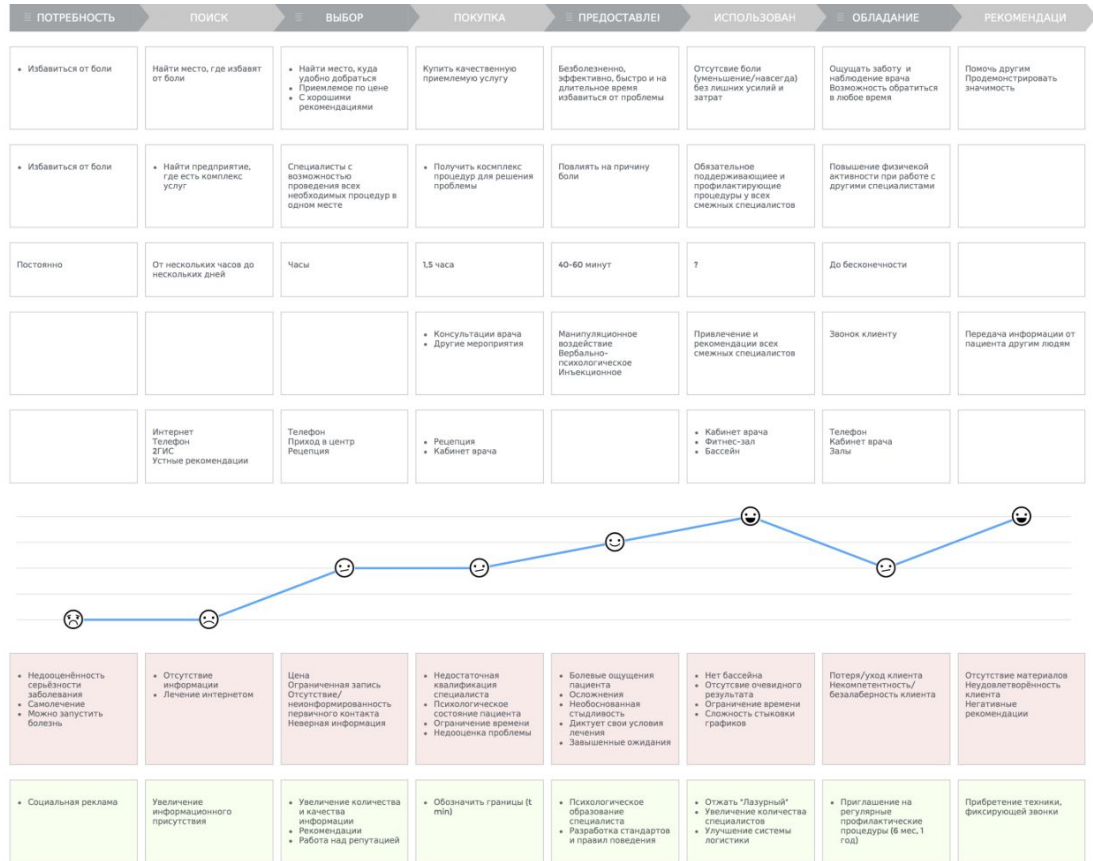 ПОТРЕБНОСТЬ
ПОИСК
ВЫБОР
ПОКУПКА
ПРЕДОСТАВЛЕІ
ИСПОЛЬЗОВАН
ОБЛАДАНИЕ
РЕКОМЕНДАЦИ
• Избавиться от боли
Найти место, где избавят
от боли
• Найти место, куда
удобно добраться
• Приемлемое по цене
• С хорошими
рекомендациями
Купить качественную
приемлемую услугу
Безболезненно,
эффективно, быстро и на
длительное время
избавиться от проблемы
Отсутсвие боли
(уменьшение/навсегда)
без лишних усилий и
затрат
Ощущать заботу и
наблюдение врача
Возможность обратиться
в любое время
Помочь другим
Продемонстрировать
значимость
• Избавиться от боли
• Найти предприятие,
где есть комплекс
услуг
Специалисты с
возможностью
проведения всех
необходимых процедур в
одном месте
• Получить космплекс
процедур для решения
проблемы
Повлиять на причину
боли
Обязательное
поддерживающиее и
профилактирующие
процедуры у всех
смежных специалистов
Повышение физичекой
активности при работе с
другими специалистами
Постоянно
От нескольких часов до
нескольких дней
Часы
1,5 часа
40-60 минут
?
До бесконечности
• Консультации врача
• Другие мероприятия
Манипуляционное
воздействие
Вербально-
психологическое
Инъекционное
Привлечение и
рекомендации всех
смежных специалистов
Звонок клиенту
Передача информации от
пациента другим людям
Интернет
Телефон
2ГИС
Устные рекомендации
Телефон
Приход в центр
Рецепция
• Рецепция
• Кабинет врача
• Кабинет врача
• Фитнес-зал
• Бассейн
Телефон
Кабинет врача
Залы
• Недооценённость
серьёзности
заболевания
• Самолечение
• Можно запустить
болезнь
• Отсутствие
информации
• Лечение интернетом
Цена
Ограниченная запись
Отсутствие/
неионформированность
первичного контакта
Неверная информация
• Недостаточная
квалификация
специалиста
• Психологическое
состояние пациента
• Ограничение времени
• Недооценка проблемы
• Болевые ощущения
пациента
• Осложнения
• Необоснованная
стыдливость
• Диктует свои условия
лечения
• Завышенные ожидания
• Нет бассейна
• Отсутсвие очевидного
результата
• Ограничение времени
• Сложность стыковки
графиков
Потеря/уход клиента
Некомпетентность/
безалаберность клиента
Отсутствие материалов
Неудовлетворённость
клиента
Негативные
рекомендации
• Социальная реклама
Увеличение
информационного
присутствия
• Увеличение количества
и качества
информации
• Рекомендации
• Работа над репутацией
• Обозначить границы (t
min)
• Психологическое
образование
специалиста
• Разработка стандартов
и правил поведения
• Отжать "Лазурный"
• Увеличение количества
специалистов
• Улучшение системы
логистики
• Приглашение на
регулярные
профилактические
процедуры (6 мес, 1
год)
Прибретение техники,
фиксирующей звонки